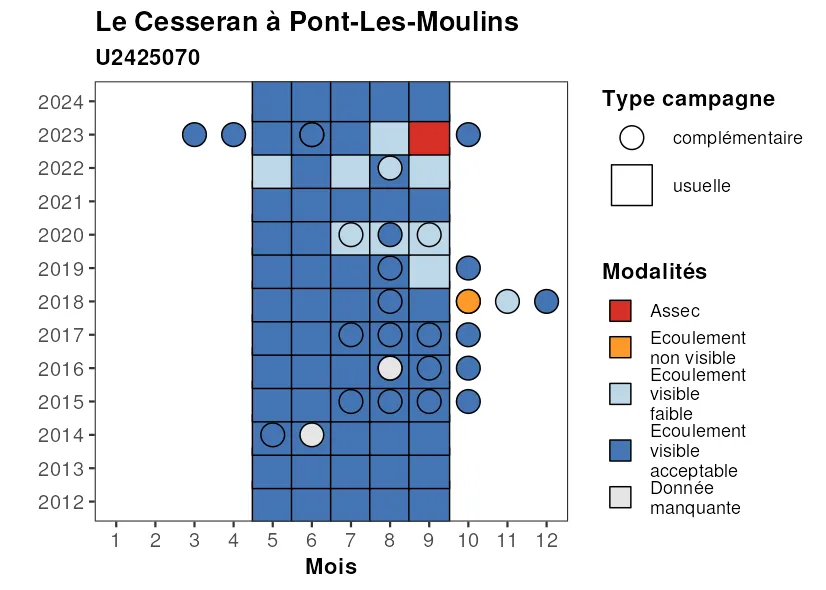 Le Cesseran à Pont-Les-Moulins
U2425070
2024
2023
2022
2021
2020
2019
2018
2017
2016
2015
2014
2013
2012
1 2 3 4 5 6 7 8 9 10 11 12
Mois
Type campagne
complémentaire
usuelle
Modalités
Assec
Ecoulement
non visible
Ecoulement
visible
faible
Ecoulement
visible
acceptable
Donnée
manquante